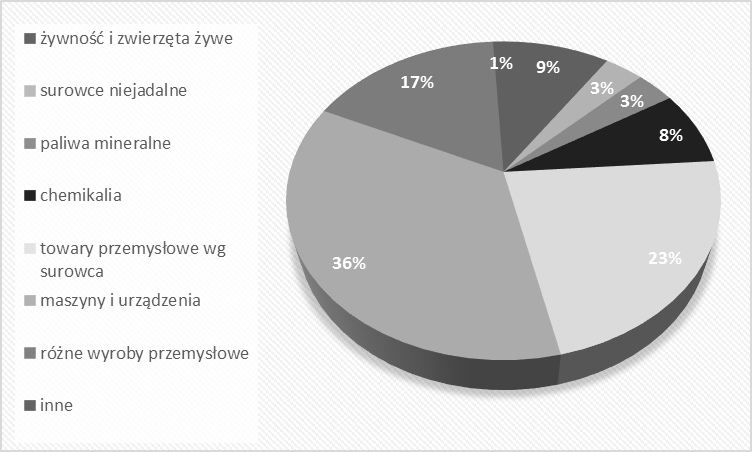 żywność i zwierzęta żywe
surowce niejadalne
paliwa mineralne
chemikalia
towary przemysłowe wg
surowca
maszyny i urządzenia
różne wyroby przemysłowe
inne
1%
9%
3%
3%
8%
23%
36%
17%